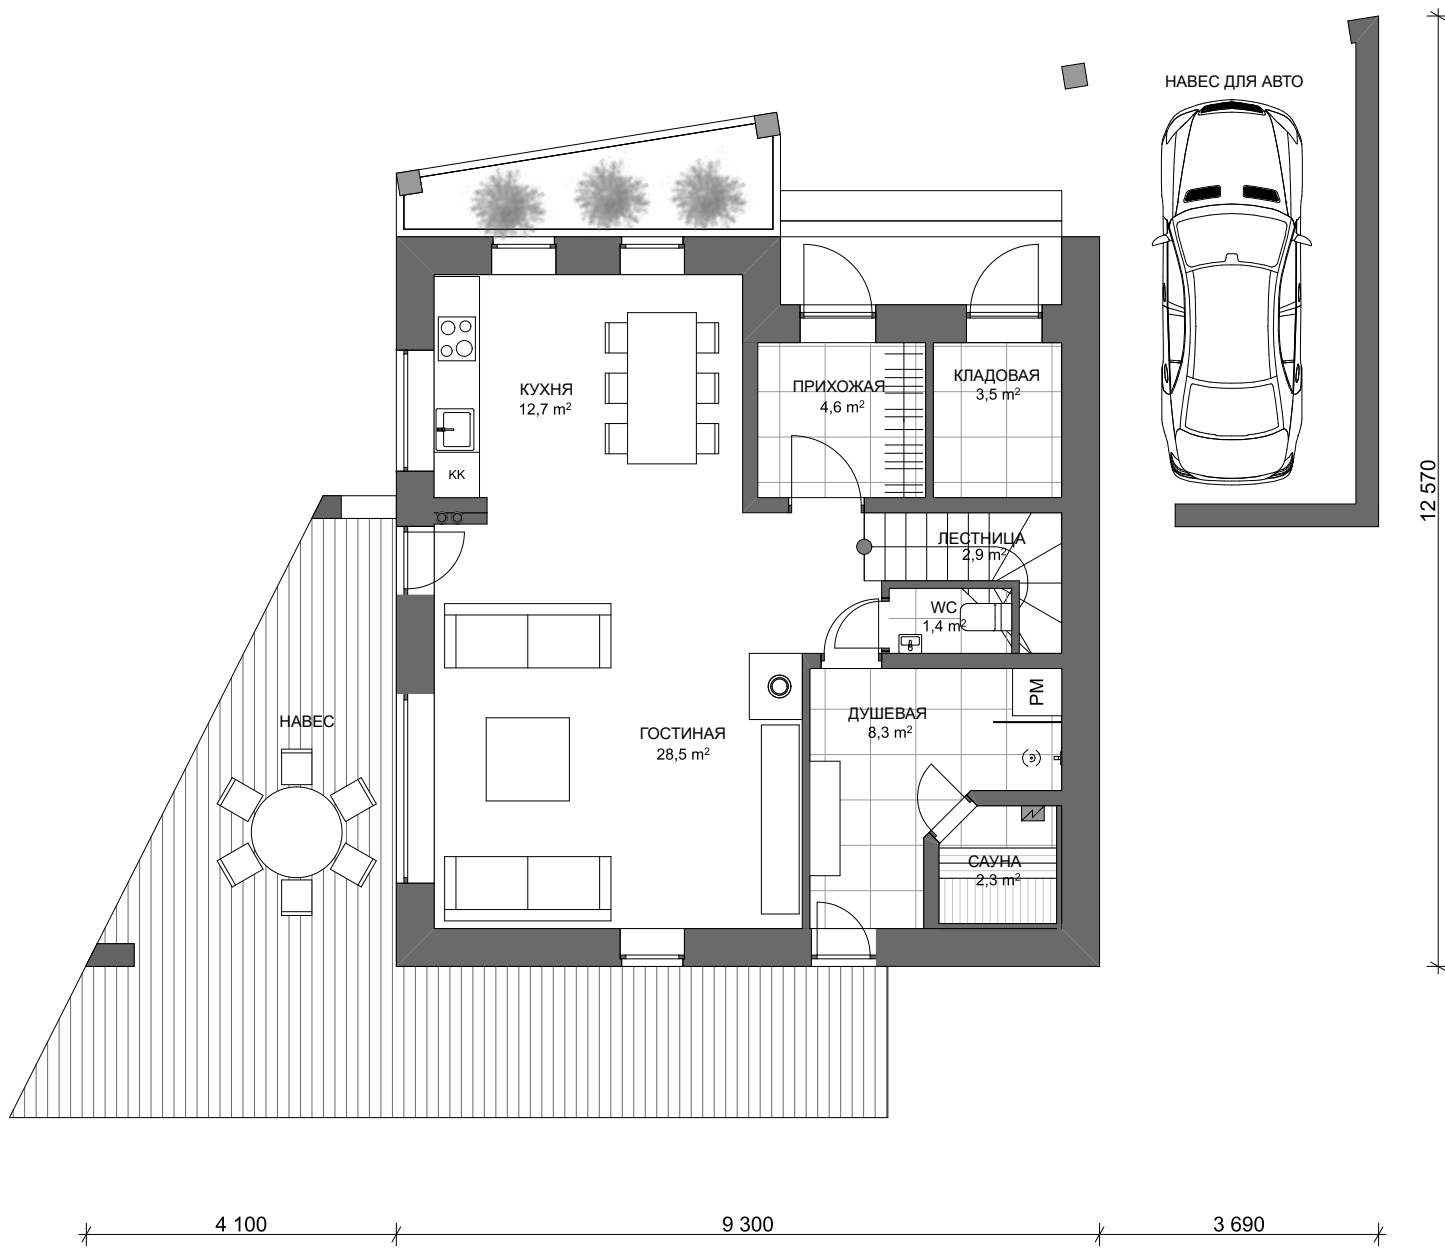 НАВЕС ДЛЯ АВТО
КУХНЯ
12,7 m²
ПРИХОЖАЯ
4,6 m²
КЛАДОВАЯ
3,5 m²
КК
12 570
ЛЕСТНИЦА
2,9 m²
WC
1,4 m²
НАВЕС
ГОСТИНАЯ
28,5 m²
ДУШЕВАЯ
8,3 m²
РМ
САУНА
2,3 m²
4 100
9 300
3 690